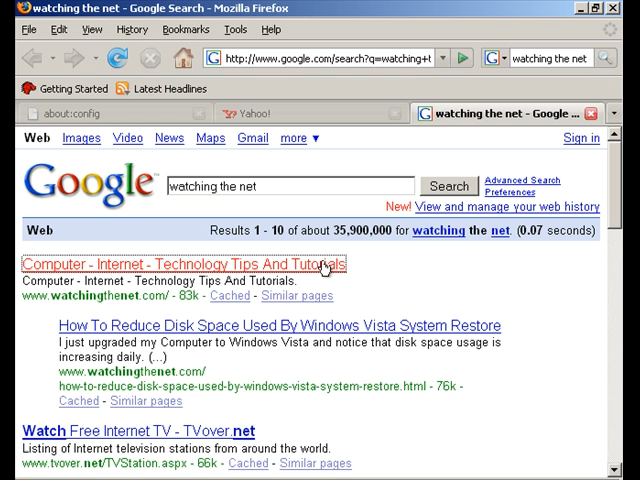 watching the net - Google Search - Mozilla Firefox
File Edit View History Bookmarks Tools Help
http://www.google.com/search?q=watching+t watching the net
Getting Started Latest Headlines
about:config Yahoo! watching the net - Google ...
Web Images Video News Maps Gmail more ▼ Sign in
Google™ watching the net Search Advanced Search
Preferences
New! View and manage your web history
Web Results 1 - 10 of about 35,900,000 for watching the net. (0.07 seconds)
Computer - Internet - Technology Tips And Tutorials
Computer - Internet - Technology Tips And Tutorials.
www.watchingthenet.com/ - 83k - Cached - Similar pages
How To Reduce Disk Space Used By Windows Vista System Restore
I just upgraded my Computer to Windows Vista and notice that disk space usage is
increasing daily. (...)
www.watchingthenet.com/
how-to-reduce-disk-space-used-by-windows-vista-system-restore.html - 76k -
Cached - Similar pages
Watch Free Internet TV - TVover.net
Listing of Internet television stations from around the world.
www.tvover.net/TVStation.aspx - 66k - Cached - Similar pages